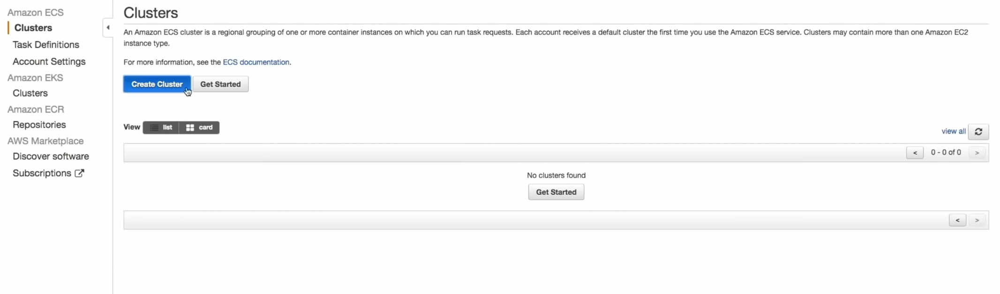 Amazon ECS
Clusters
Task Definitions
Account Settings
Amazon EKS
Clusters
Amazon ECR
Repositories
AWS Marketplace
Discover software
Subscriptions
Clusters
An Amazon ECS cluster is a regional grouping of one or more container instances on which you can run task requests. Each account receives a default cluster the first time you use the Amazon ECS service. Clusters may contain more than one Amazon EC2
instance type.
For more information, see the ECS documentation.
Create Cluster Get Started
View list card
view all
< 0 - 0 of 0 >
No clusters found
Get Started
< >